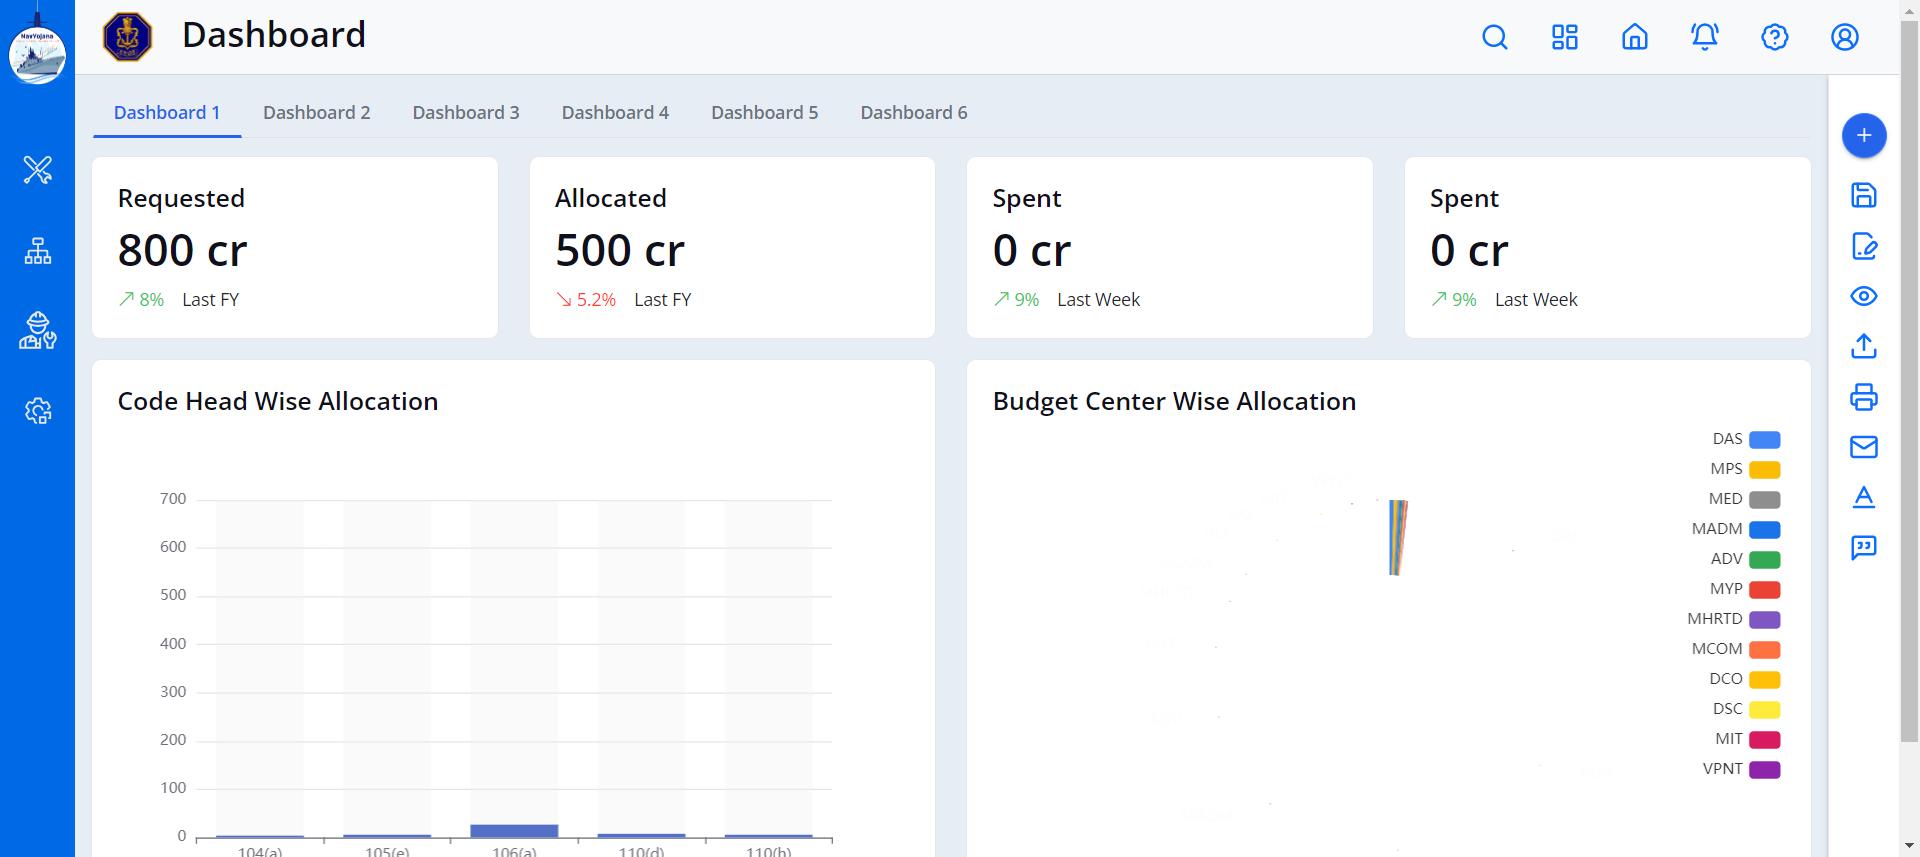 NavYojana
Dashboard
Dashboard 1
Dashboard 2
Dashboard 3
Dashboard 4
Dashboard 5
Dashboard 6
Requested
800 cr
8% Last FY
Allocated
500 cr
5.2% Last FY
Spent
0 cr
9% Last Week
Spent
0 cr
9% Last Week
Code Head Wise Allocation
700
600
500
400
300
200
100
0
104(a)
105(e)
106(a)
110(d)
110(h)
Budget Center Wise Allocation
DAS
MPS
MED
MADM
ADV
MYP
MHRTD
MCOM
DCO
DSC
MIT
VPNT